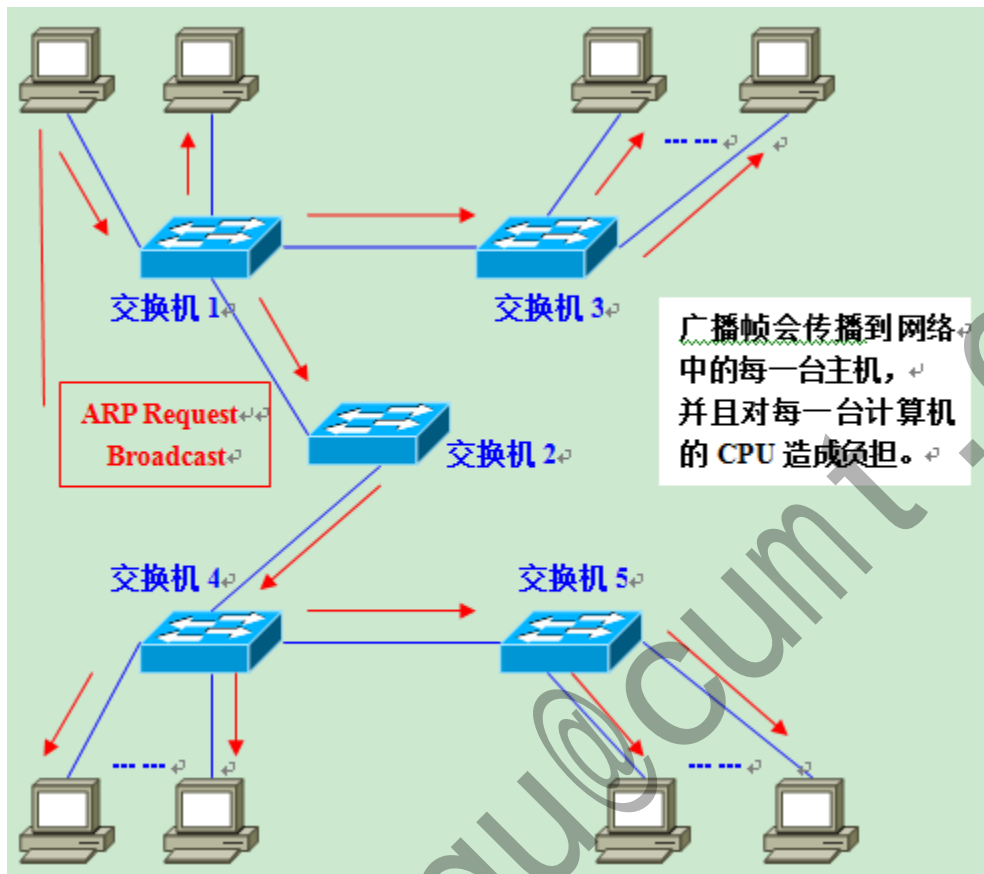 --- ---
交换机 1
交换机 3
广播帧会传播到网络
中的每一台主机,
并且对每一台计算机
的 CPU 造成负担。
ARP Request
Broadcast
交换机 2
交换机 4
交换机 5
--- ---
--- ---